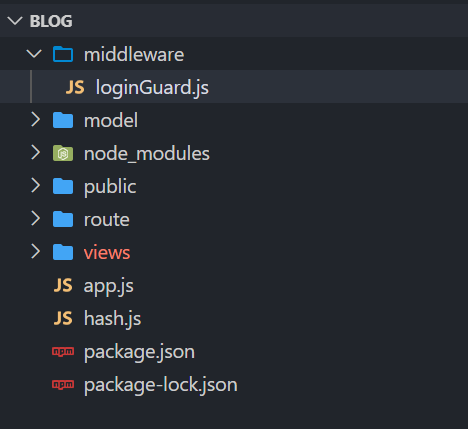 BLOG
middleware
JS loginGuard.js
model
node_modules
public
route
views
JS app.js
JS hash.js
npm package.json
npm package-lock.json